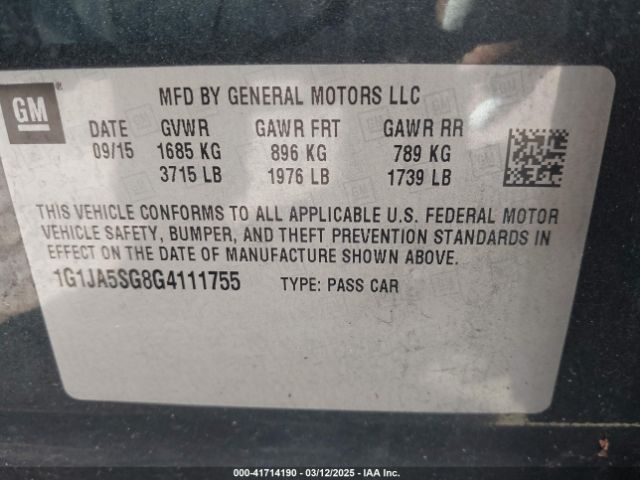 GM ®
MFD BY GENERAL MOTORS LLC
DATE GVWR GAWR FRT GAWR RR
09/15 1685 KG 896 KG 789 KG
3715 LB 1976 LB 1739 LB
THIS VEHICLE CONFORMS TO ALL APPLICABLE U.S. FEDERAL MOTOR
VEHICLE SAFETY, BUMPER, AND THEFT PREVENTION STANDARDS IN
EFFECT ON THE DATE OF MANUFACTURE SHOWN ABOVE.
1G1JA5SG8G4111755 TYPE: PASS CAR
000-41714190 - 03/12/2025 - IAA Inc.